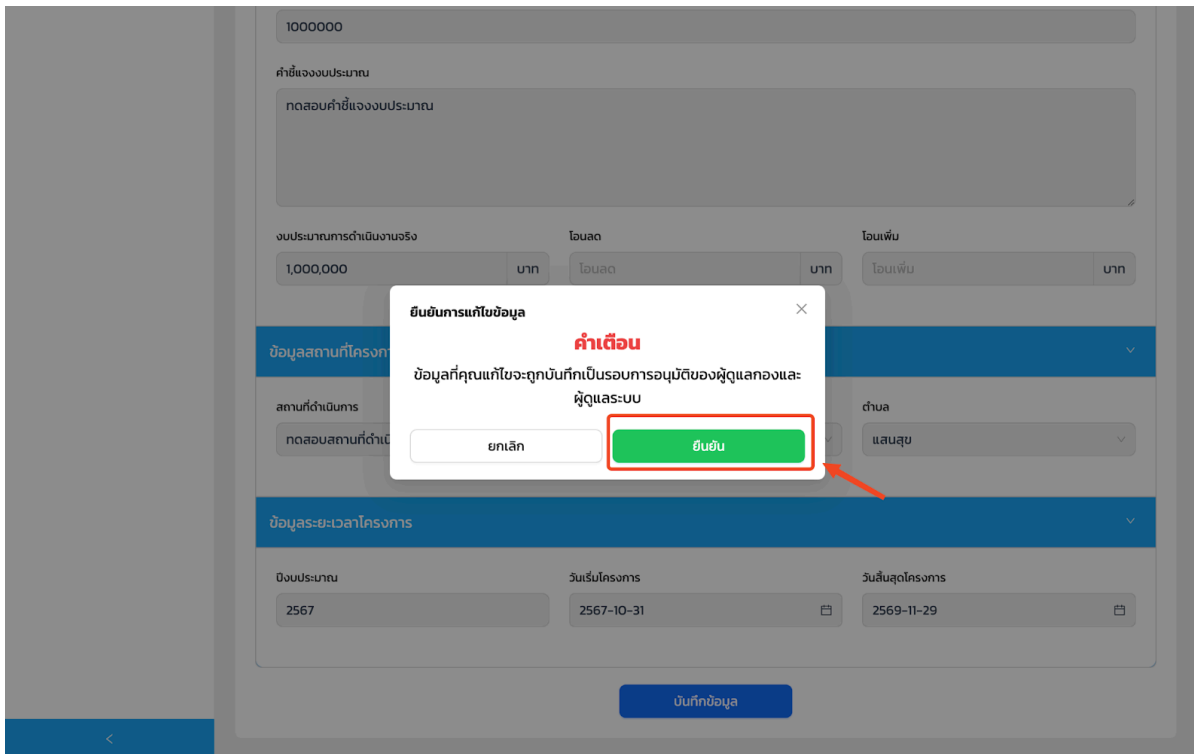 1000000
คำชี้แจงงบประมาณ
ทดสอบคำชี้แจงงบประมาณ
งบประมาณการดำเนินงานจริง โอนลด โอนเพิ่ม
1,000,000 บาท โอนลด บาท โอนเพิ่ม บาท
ยืนยันการแก้ไขข้อมูล
คำเตือน
ข้อมูลสถานที่โครงกา
ข้อมูลที่คุณแก้ไขจะถูกบันทึกเป็นรอบการอนุมัติของผู้ดูแลกองและ
ผู้ดูแลระบบ
สถานที่ดำเนินการ ตำบล
ทดสอบสถานที่ดำเนิ แสนสุข
ยกเลิก ยืนยัน
ข้อมูลระยะเวลาโครงการ
ปีงบประมาณ วันเริ่มโครงการ วันสิ้นสุดโครงการ
2567 2567-10-31 2569-11-29
บันทึกข้อมูล